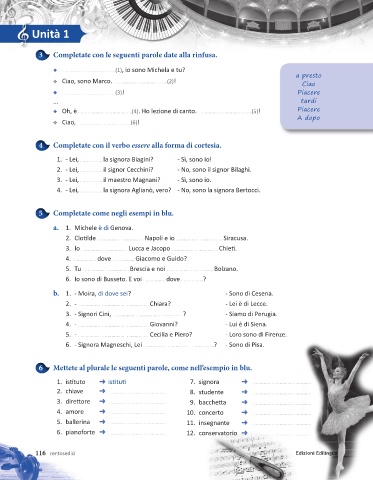 Unità 1
3 Completate con le seguenti parole date alla rinfusa.
❖ ........................(1), io sono Michela e tu?
❖ Ciao, sono Marco. ........................(2)!
❖ ........................(3)!
...
❖ Oh, è ........................(4). Ho lezione di canto. ........................(5)!
❖ Ciao, ........................(6)!
a presto
Ciao
Piacere
tardi
Piacere
A dopo
4 Completate con il verbo essere alla forma di cortesia.
1. - Lei, .......... la signora Biagini? - Sì, sono io!
2. - Lei, .......... il signor Cecchini? - No, sono il signor Bilaghi.
3. - Lei, .......... il maestro Magnani? - Sì, sono io.
4. - Lei, .......... la signora Aglianò, vero? - No, sono la signora Bertocci.
5 Completate come negli esempi in blu.
a. 1. Michele è di Genova.
2. Clotilde .................... Napoli e io .................... Siracusa.
3. Io .................... Lucca e Jacopo .................... Chieti.
4. .......... dove .......... Giacomo e Guido?
5. Tu .................... Brescia e noi .................... Bolzano.
6. Io sono di Busseto. E voi .......... dove ..........?
b. 1. - Moira, di dove sei? - Sono di Cesena.
2. - .............................. Chiara? - Lei è di Lecce.
3. - Signori Cini, ..............................? - Siamo di Perugia.
4. - .............................. Giovanni? - Lui è di Siena.
5. - .............................. Cecilia e Piero? - Loro sono di Firenze.
6. - Signora Magneschi, Lei ..............................? - Sono di Pisa.
6 Mettete al plurale le seguenti parole, come nell'esempio in blu.
1. istituto ➜ istituti 7. signora ➜ ....................
2. chiave ➜ .................... 8. studente ➜ ....................
3. direttore ➜ .................... 9. bacchetta ➜ ....................
4. amore ➜ .................... 10. concerto ➜ ....................
5. ballerina ➜ .................... 11. insegnante ➜ ....................
6. pianoforte ➜ .................... 12. conservatorio ➜ ....................
116 centosedici
Edizioni Edilingua